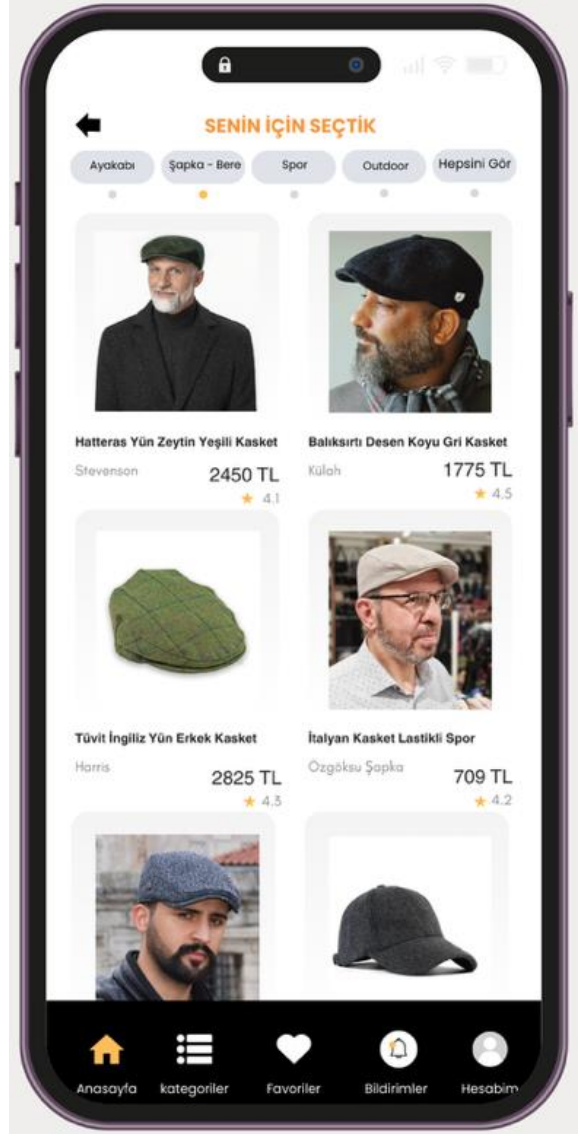 SENİN İÇİN SEÇTİK
Ayakabı Şapka - Bere Spor Outdoor Hepsini Gör
Hatteras Yün Zeytin Yeşili Kasket
Stevenson
2450 TL
4.1
Balıksırtı Desen Koyu Gri Kasket
Külah
1775 TL
4.5
Tüvit İngiliz Yün Erkek Kasket
Harris
2825 TL
4.3
İtalyan Kasket Lastikli Spor
Özgöksu Şapka
709 TL
4.2
Anasayfa kategoriler Favoriler Bildirimler Hesabim